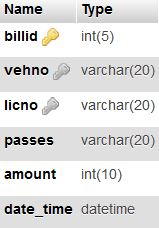 Name Type
billid int(5)
vehno varchar(20)
licno varchar(20)
passes varchar(20)
amount int(10)
date_time datetime